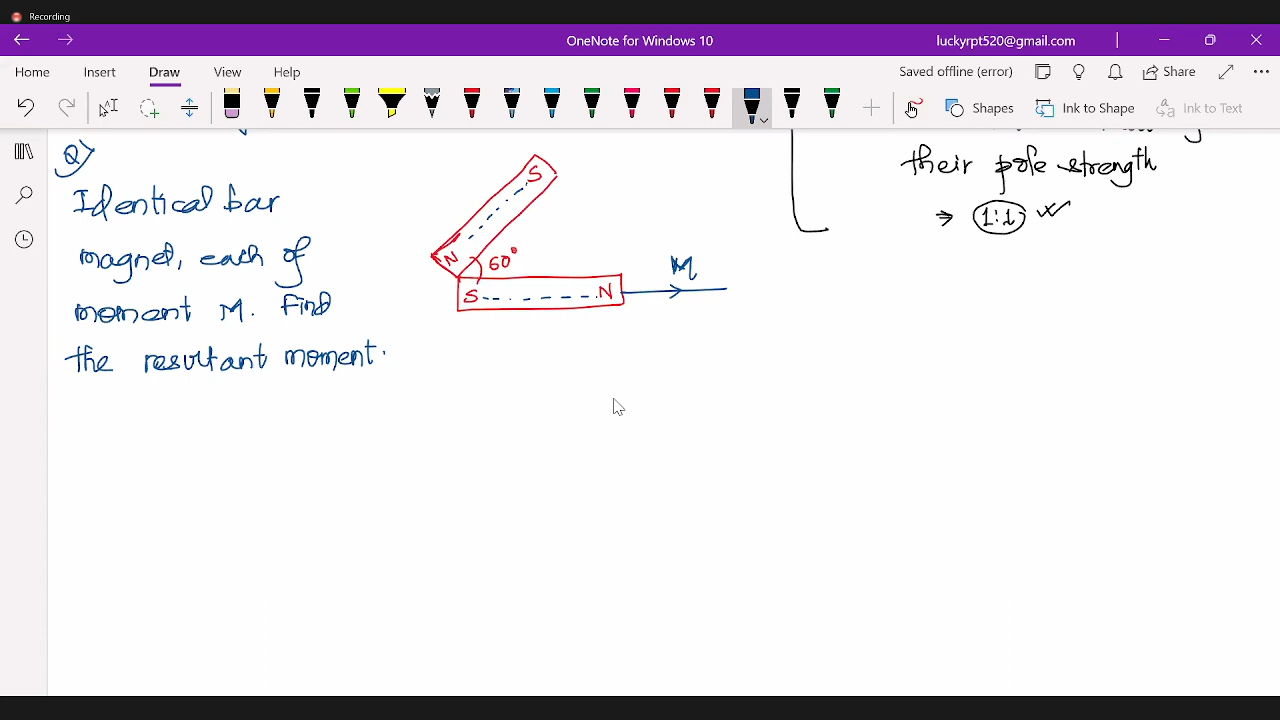 Recording
OneNote for Windows 10
luckyrpt520@gmail.com
Home Insert Draw View Help
Saved offline (error)
Share
Shapes
Ink to Shape
Ink to Text
Q)
Identical bar
magnet, each of
moment M. Find
the resultant moment.
S
N
60°
S N
M
their pole strength
⇒ 1:1